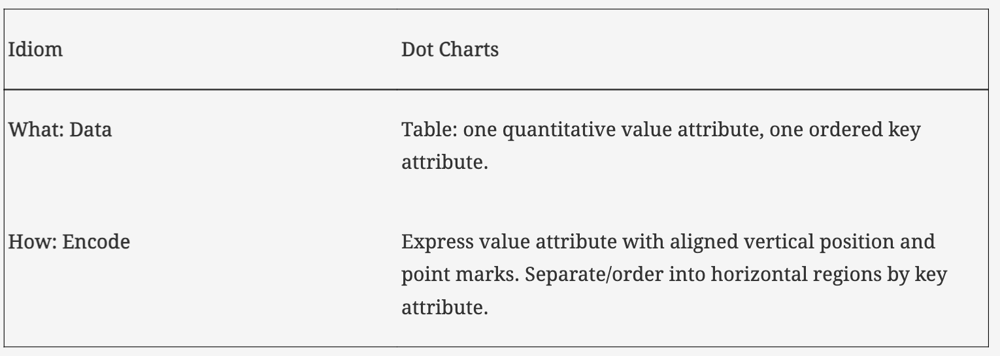 Idiom Dot Charts
What: Data Table: one quantitative value attribute, one ordered key
attribute.
How: Encode Express value attribute with aligned vertical position and
point marks. Separate/order into horizontal regions by key
attribute.